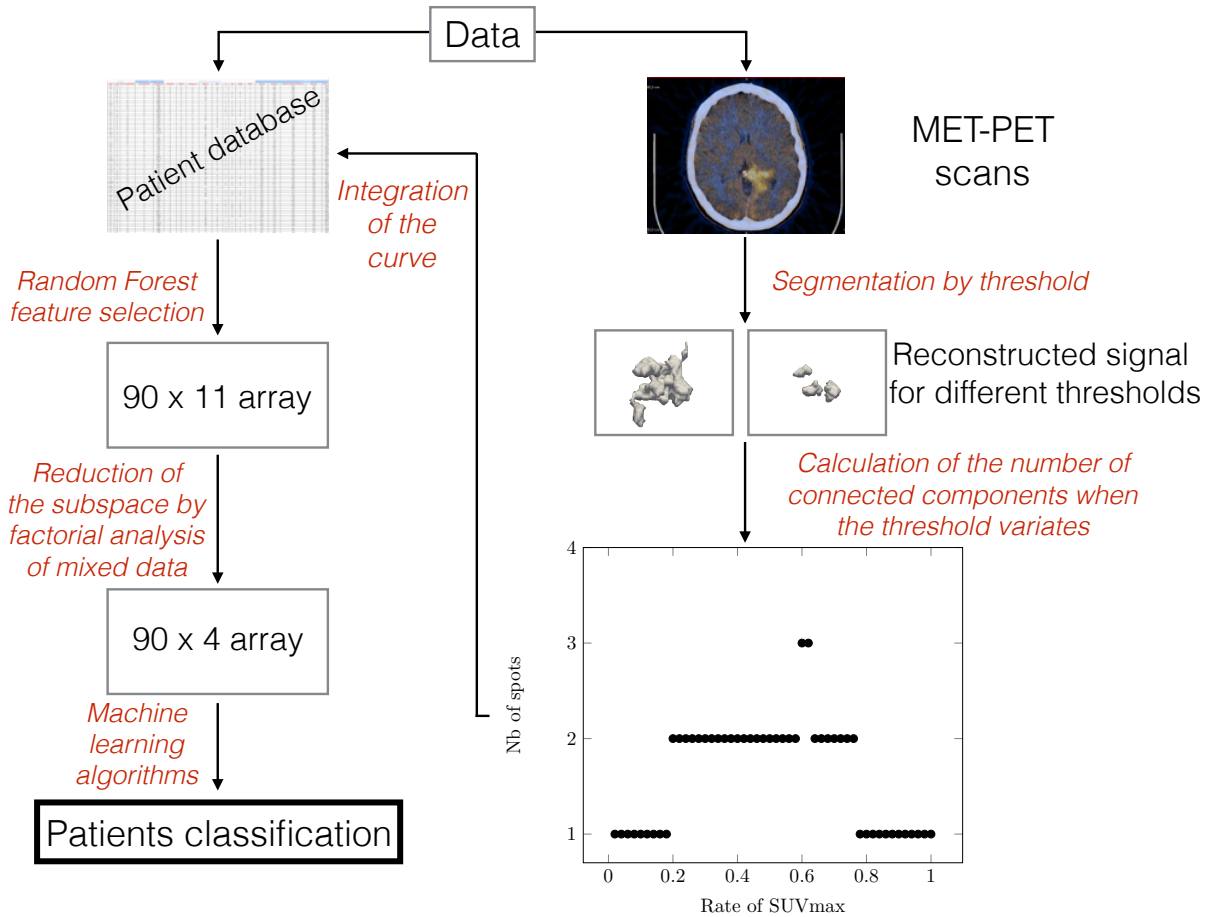 Data
Patient database
MET-PET
scans
Integration
of the
curve
Random Forest
feature selection
Segmentation by threshold
90 x 11 array
Reconstructed signal
for different thresholds
Reduction of
the subspace by
factorial analysis
of mixed data
Calculation of the number of
connected components when
the threshold variates
90 x 4 array
Machine
learning
algorithms
Patients classification
4
3
2
1
Nb of spots
0 0.2 0.4 0.6 0.8 1
Rate of SUVmax